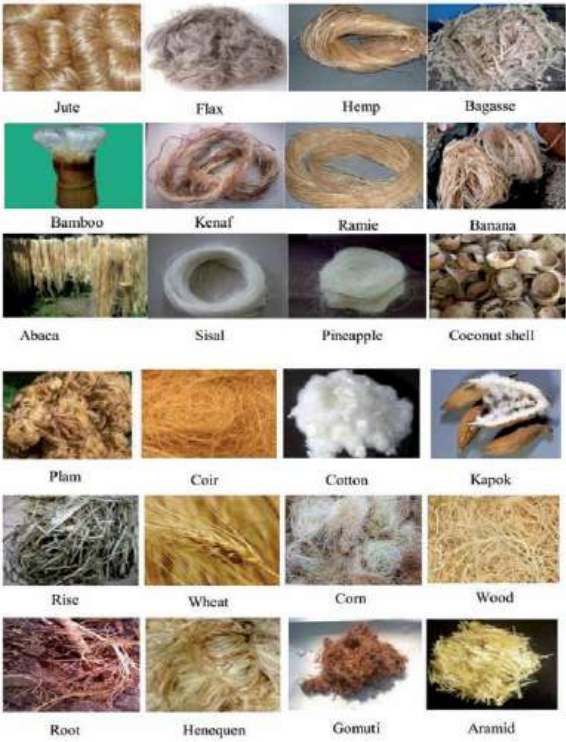 Jute Flax Hemp Bagasse
Bamboo Kenaf Ramie Banana
Abaca Sisal Pineapple Coconut shell
Plam Coir Cotton Kapok
Rise Wheat Corn Wood
Root Henequen Gomuti Aramid